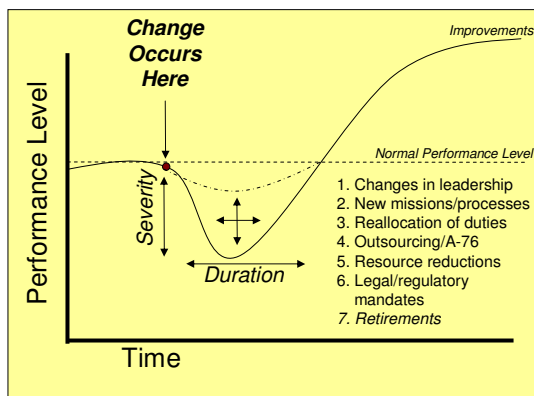 Change
Occurs
Here
Improvements
Normal Performance Level
Performance Level
Severity
Duration
1. Changes in leadership
2. New missions/processes
3. Reallocation of duties
4. Outsourcing/A-76
5. Resource reductions
6. Legal/regulatory
mandates
7. Retirements
Time